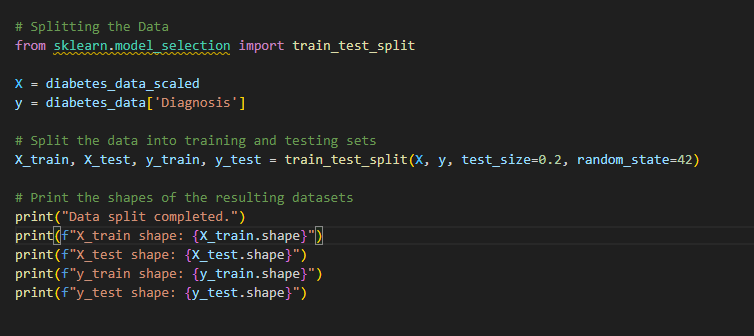 # Splitting the Data
from sklearn.model_selection import train_test_split
X = diabetes_data_scaled
y = diabetes_data['Diagnosis']
# Split the data into training and testing sets
X_train, X_test, y_train, y_test = train_test_split(X, y, test_size=0.2, random_state=42)
# Print the shapes of the resulting datasets
print("Data split completed.")
print(f"X_train shape: {X_train.shape}")
print(f"X_test shape: {X_test.shape}")
print(f"y_train shape: {y_train.shape}")
print(f"y_test shape: {y_test.shape}")